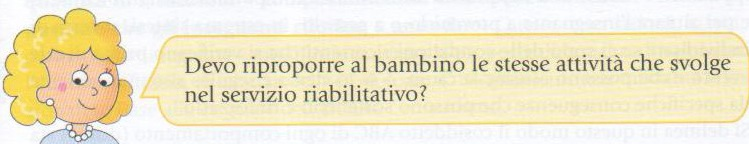 Devo riproporre al bambino le stesse attività che svolge
nel servizio riabilitativo?